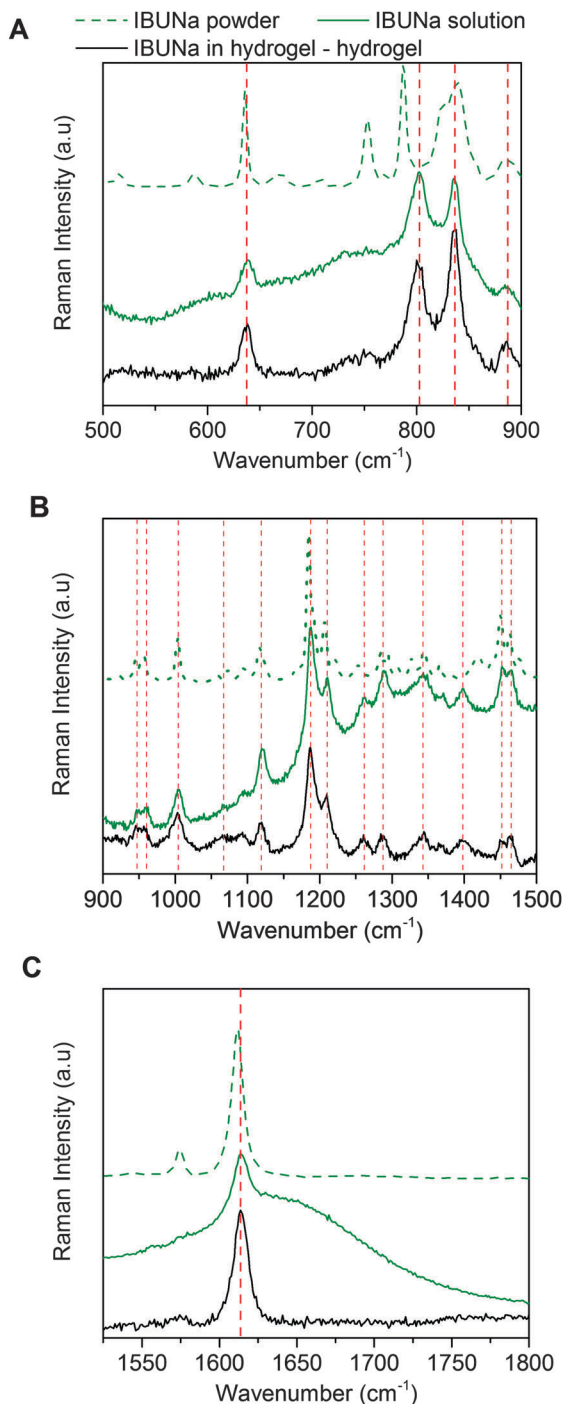 A
IBUNa powder
IBUNa solution
IBUNa in hydrogel - hydrogel
Raman Intensity (a.u)
500 600 700 800 900
Wavenumber (cm⁻¹)
B
Raman Intensity (a.u)
900 1000 1100 1200 1300 1400 1500
Wavenumber (cm⁻¹)
C
Raman Intensity (a.u)
1550 1600 1650 1700 1750 1800
Wavenumber (cm⁻¹)